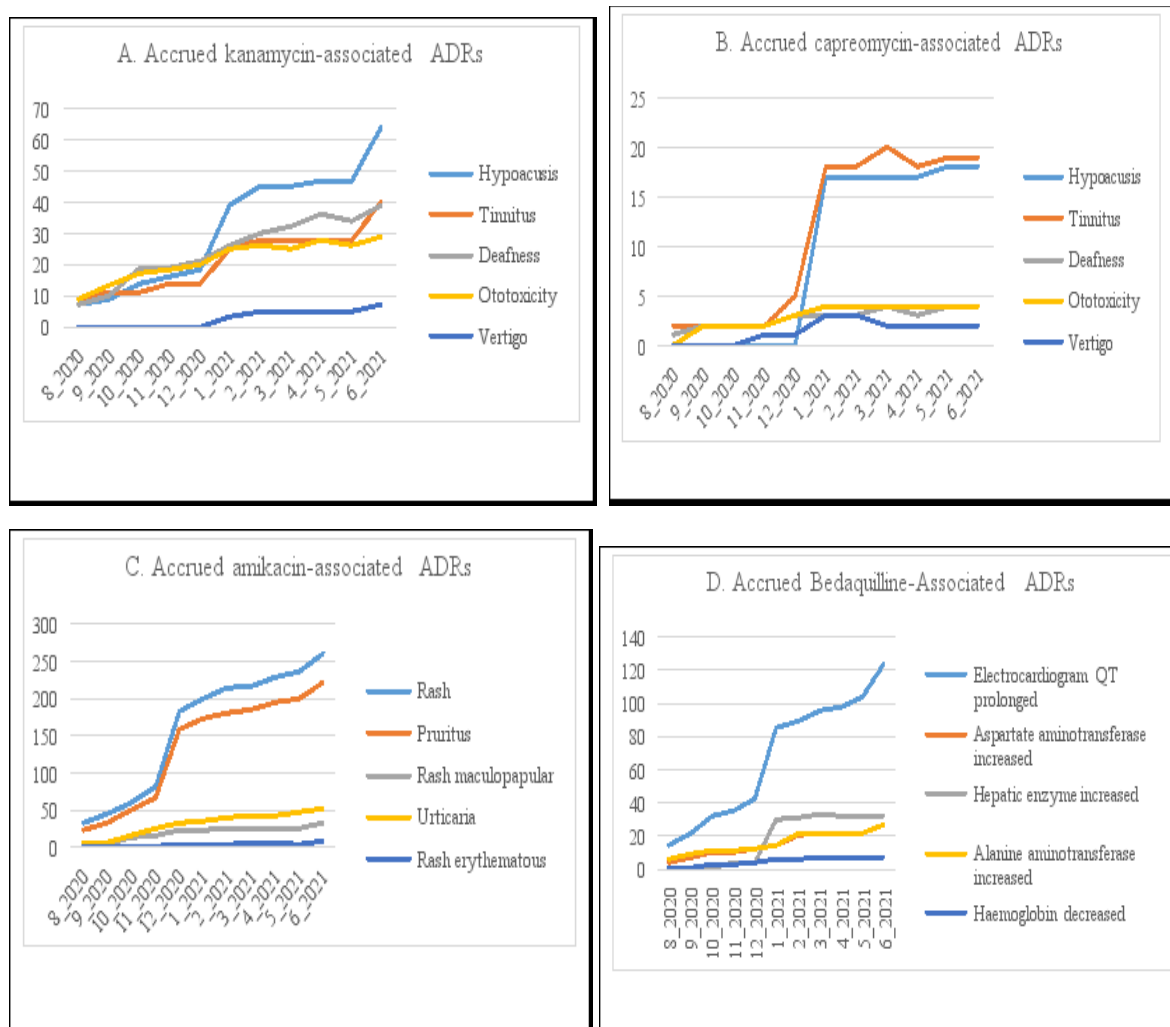 A. Accrued kanamycin-associated ADRs
70
60
50
40
30
20
10
0
8_2020
9_2020
10_2020
11_2020
12_2020
1_2021
2_2021
3_2021
4_2021
5_2021
6_2021
Hypoacusis
Tinnitus
Deafness
Ototoxicity
Vertigo
B. Accrued capreomycin-associated ADRs
25
20
15
10
5
0
8_2020
9_2020
10_2020
11_2020
12_2020
1_2021
2_2021
3_2021
4_2021
5_2021
6_2021
Hypoacusis
Tinnitus
Deafness
Ototoxicity
Vertigo
C. Accrued amikacin-associated ADRs
300
250
200
150
100
50
0
8_2020
9_2020
10_2020
11_2020
12_2020
1_2021
2_2021
3_2021
4_2021
5_2021
6_2021
Rash
Pruritus
Rash maculopapular
Urticaria
Rash erythematous
D. Accrued Bedaquilline-Associated ADRs
140
120
100
80
60
40
20
0
8_2020
9_2020
10_2020
11_2020
12_2020
1_2021
2_2021
3_2021
4_2021
5_2021
6_2021
Electrocardiogram QT
prolonged
Aspartate aminotransferase
increased
Hepatic enzyme increased
Alanine aminotransferase
increased
Haemoglobin decreased